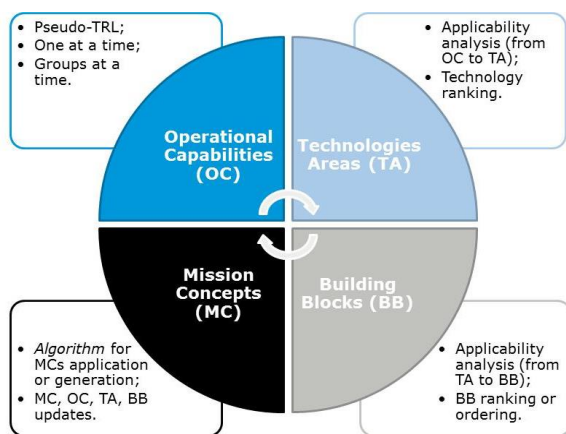 • Pseudo-TRL;
• One at a time;
• Groups at a
time.
• Applicability
analysis (from
OC to TA);
• Technology
ranking.
Operational
Capabilities
(OC)
Technologies
Areas (TA)
Mission
Concepts
(MC)
Building
Blocks (BB)
• Algorithm for
MCs application
or generation;
• MC, OC, TA, BB
updates.
• Applicability
analysis (from
TA to BB);
• BB ranking or
ordering.